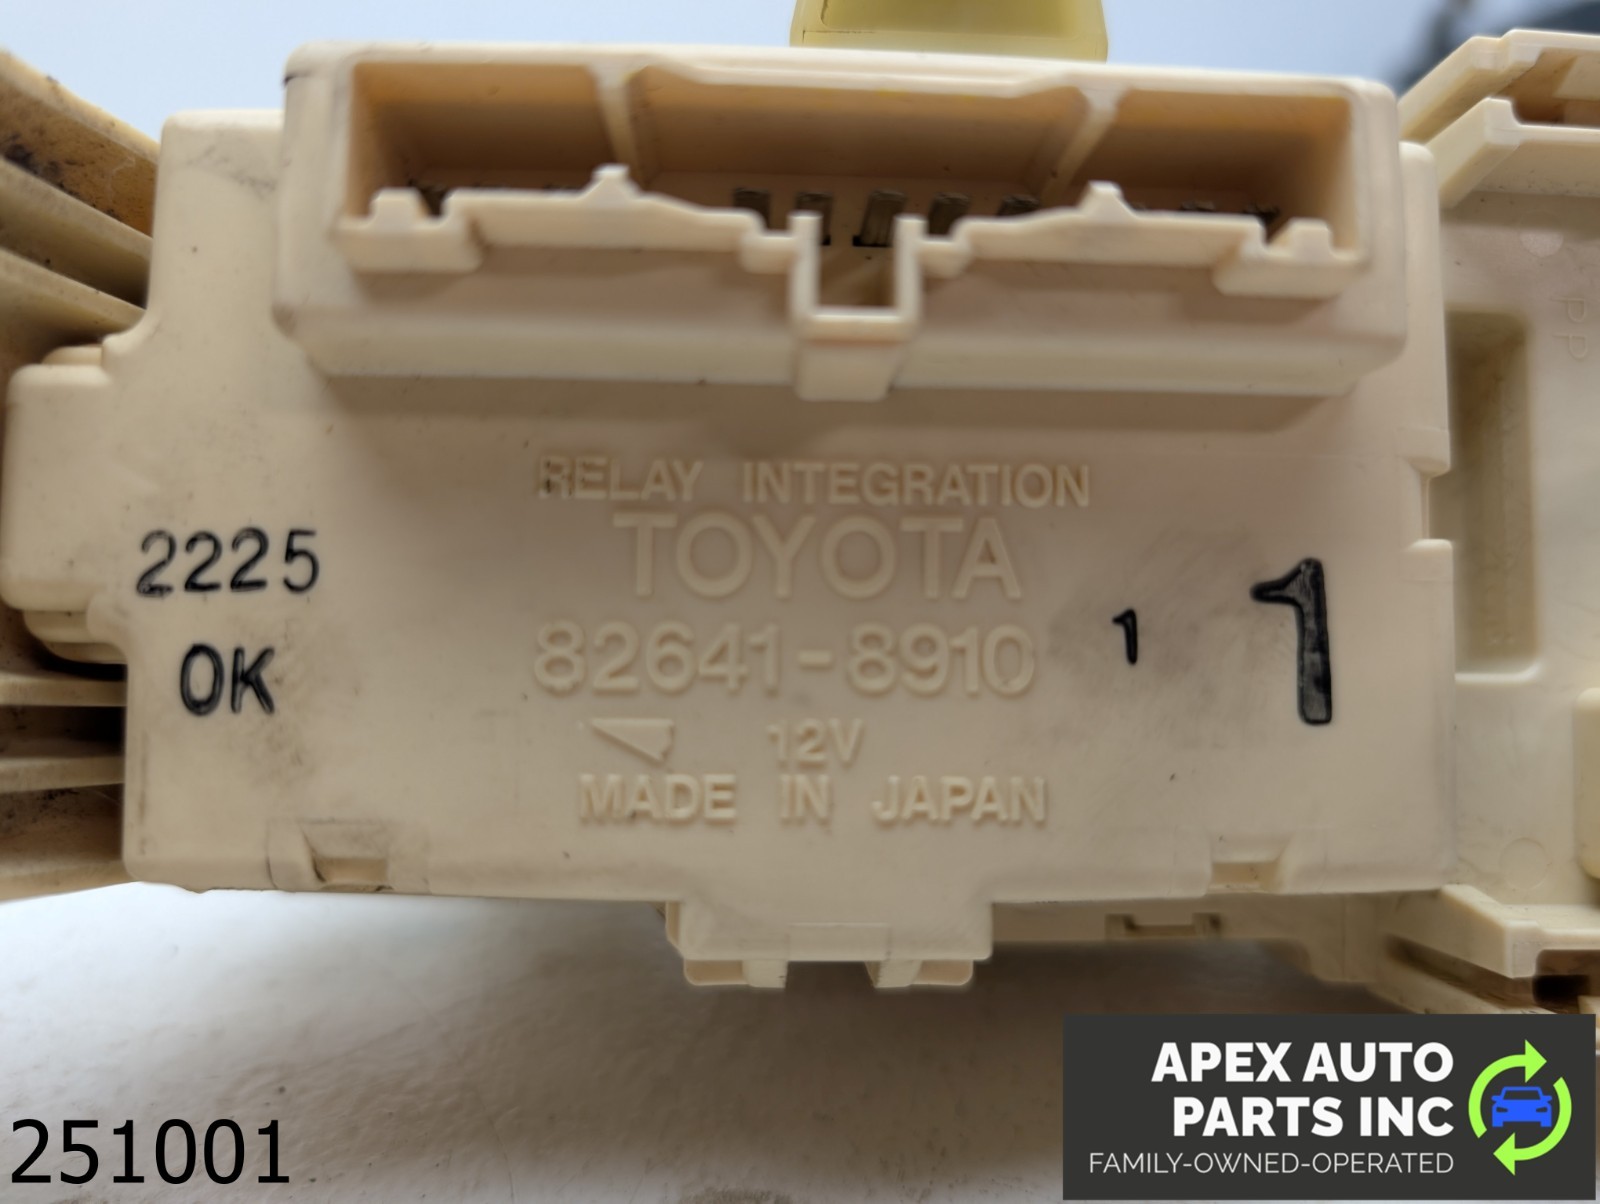 RELAY INTEGRATION
TOYOTA
82641-8910
12V
MADE IN JAPAN
2225
OK
1
1
PP
251001
APEX AUTO
PARTS INC
FAMILY-OWNED-OPERATED